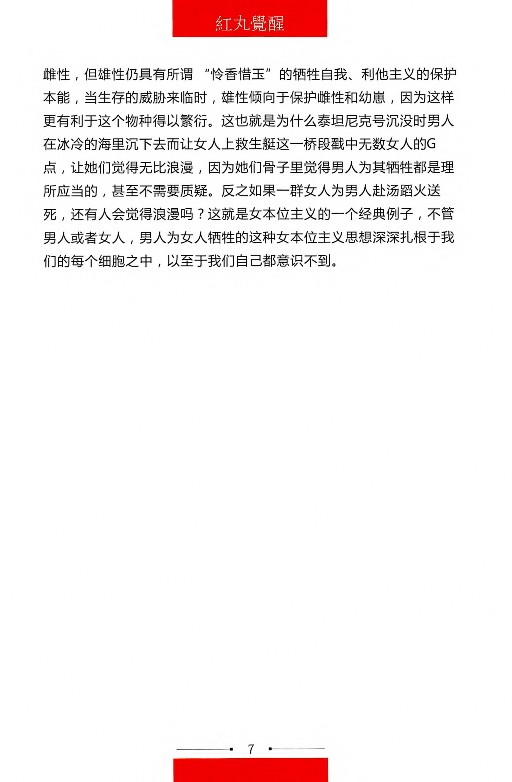 紅丸覺醒
雌性，但雄性仍具有所谓 “怜香惜玉”的牺牲自我、利他主义的保护
本能，当生存的威胁来临时，雄性倾向于保护雌性和幼崽，因为这样
更有利于这个物种得以繁衍。这也就是为什么泰坦尼克号沉没时男人
在冰冷的海里沉下去而让女人上救生艇这一桥段戳中无数女人的G
点，让她们觉得无比浪漫，因为她们骨子里觉得男人为其牺牲都是理
所应当的，甚至不需要质疑。反之如果一群女人为男人赴汤蹈火送
死，还有人会觉得浪漫吗？这就是女本位主义的一个经典例子，不管
男人或者女人，男人为女人牺牲的这种女本位主义思想深深扎根于我
们的每个细胞之中，以至于我们自己都意识不到。
7